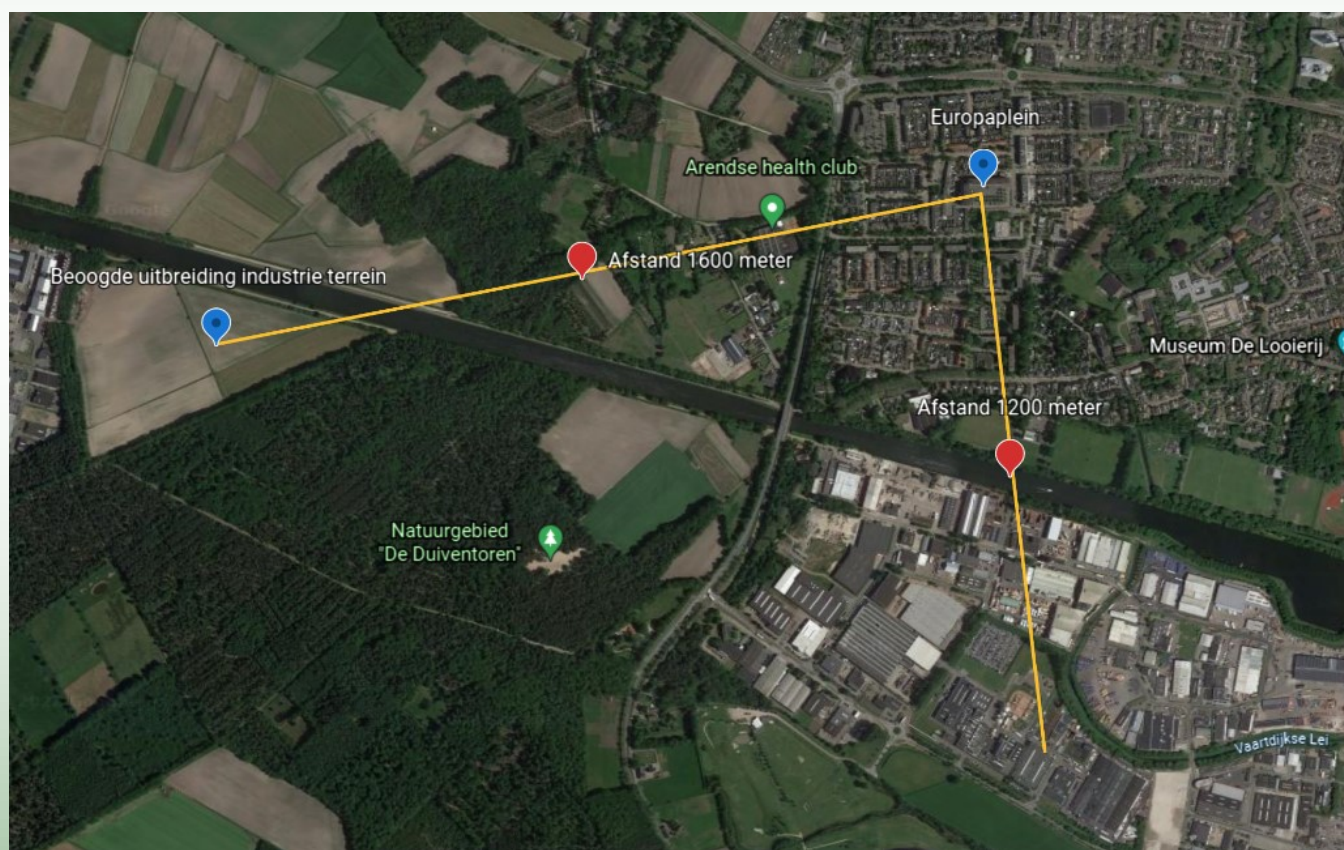 Europaplein
Arendse health club
Afstand 1600 meter
Beoogde uitbreiding industrie terrein
Museum De Looierij
Afstand 1200 meter
Natuurgebied
"De Duiventoren"
Vaartdijkse Lei